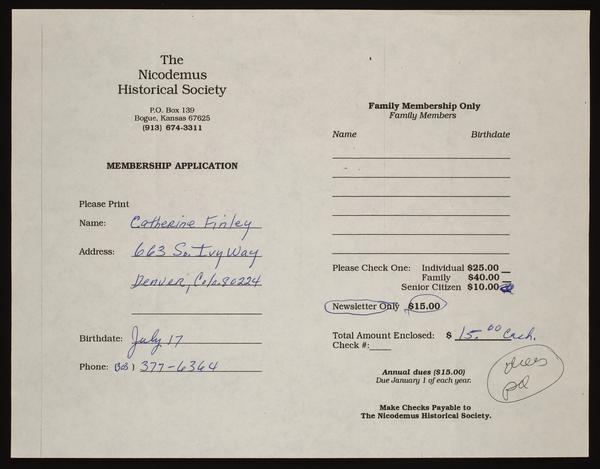 The
Nicodemus
Historical Society
P.O. Box 139
Bogue, Kansas 67625
(913) 674-3311
MEMBERSHIP APPLICATION
Please Print
Name: Catherine Finley
Address: 663 So. Ivy Way
Denver, Colo. 80224
Birthdate: July 17
Phone: (303) 377-6364
Family Membership Only
Family Members
Name Birthdate
Please Check One: Individual $25.00
Family $40.00
Senior Citizen $10.00
Newsletter Only $15.00
Total Amount Enclosed: $ 15.00 Cash.
Check #:
Annual dues ($15.00)
Due January 1 of each year.
dues
pd
Make Checks Payable to
The Nicodemus Historical Society.